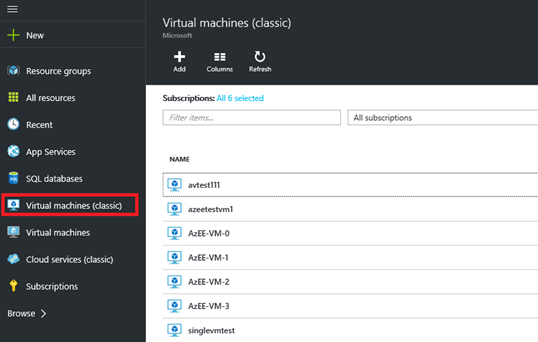 New
Resource groups
All resources
Recent
App Services
SQL databases
Virtual machines (classic)
Virtual machines
Cloud services (classic)
Subscriptions
Browse
Virtual machines (classic)
Microsoft
Add Columns Refresh
Subscriptions: All 6 selected
Filter items... All subscriptions
NAME
avtest111
azeetestvm1
AzEE-VM-0
AzEE-VM-1
AzEE-VM-2
AzEE-VM-3
singlevmtest